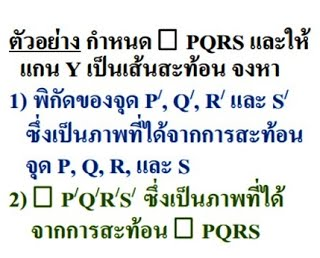 ตัวอย่าง กำหนด □ PQRS และให้
แกน Y เป็นเส้นสะท้อน จงหา
1) พิกัดของจุด P′, Q′, R′ และ S′
ซึ่งเป็นภาพที่ได้จากการสะท้อน
จุด P, Q, R, และ S
2) □ P′Q′R′S′ ซึ่งเป็นภาพที่ได้
จากการสะท้อน □ PQRS